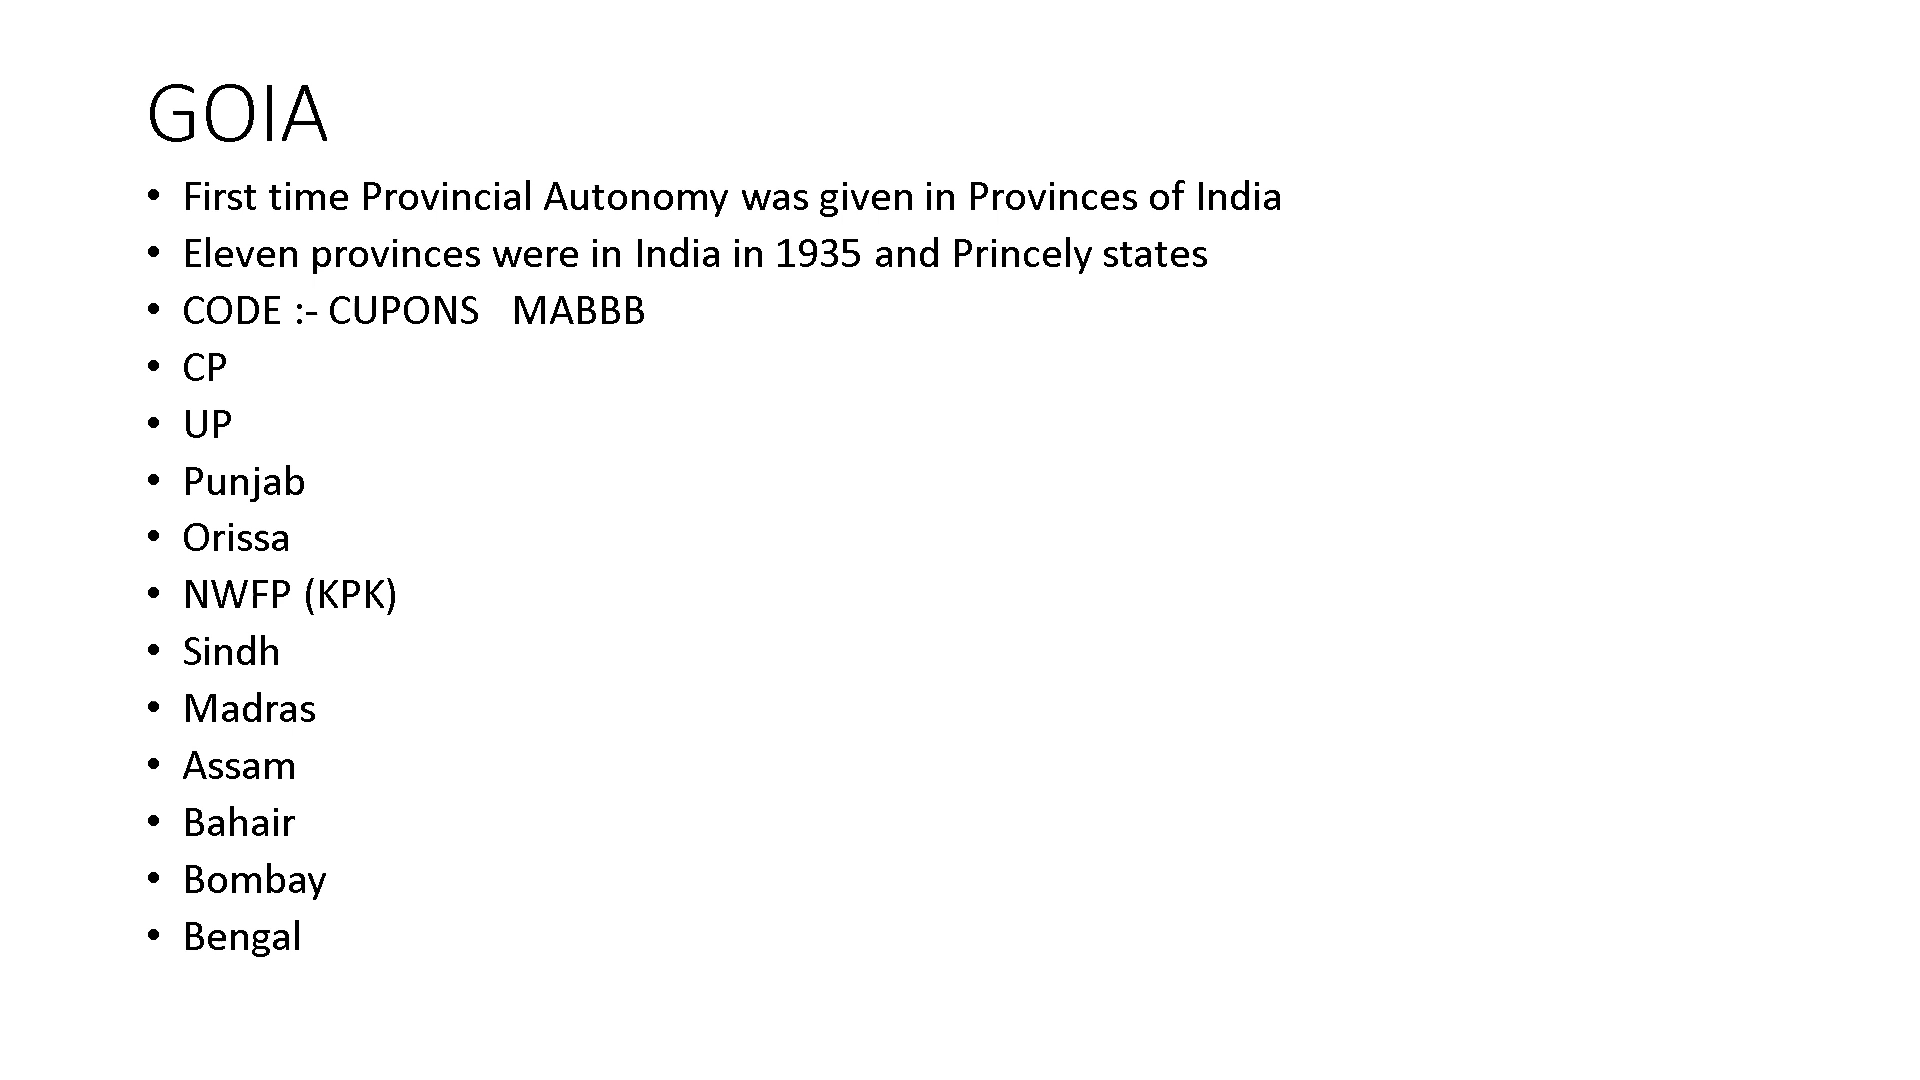 GOIA
• First time Provincial Autonomy was given in Provinces of India
• Eleven provinces were in India in 1935 and Princely states
• CODE :- CUPONS   MABBB
• CP
• UP
• Punjab
• Orissa
• NWFP (KPK)
• Sindh
• Madras
• Assam
• Bahair
• Bombay
• Bengal